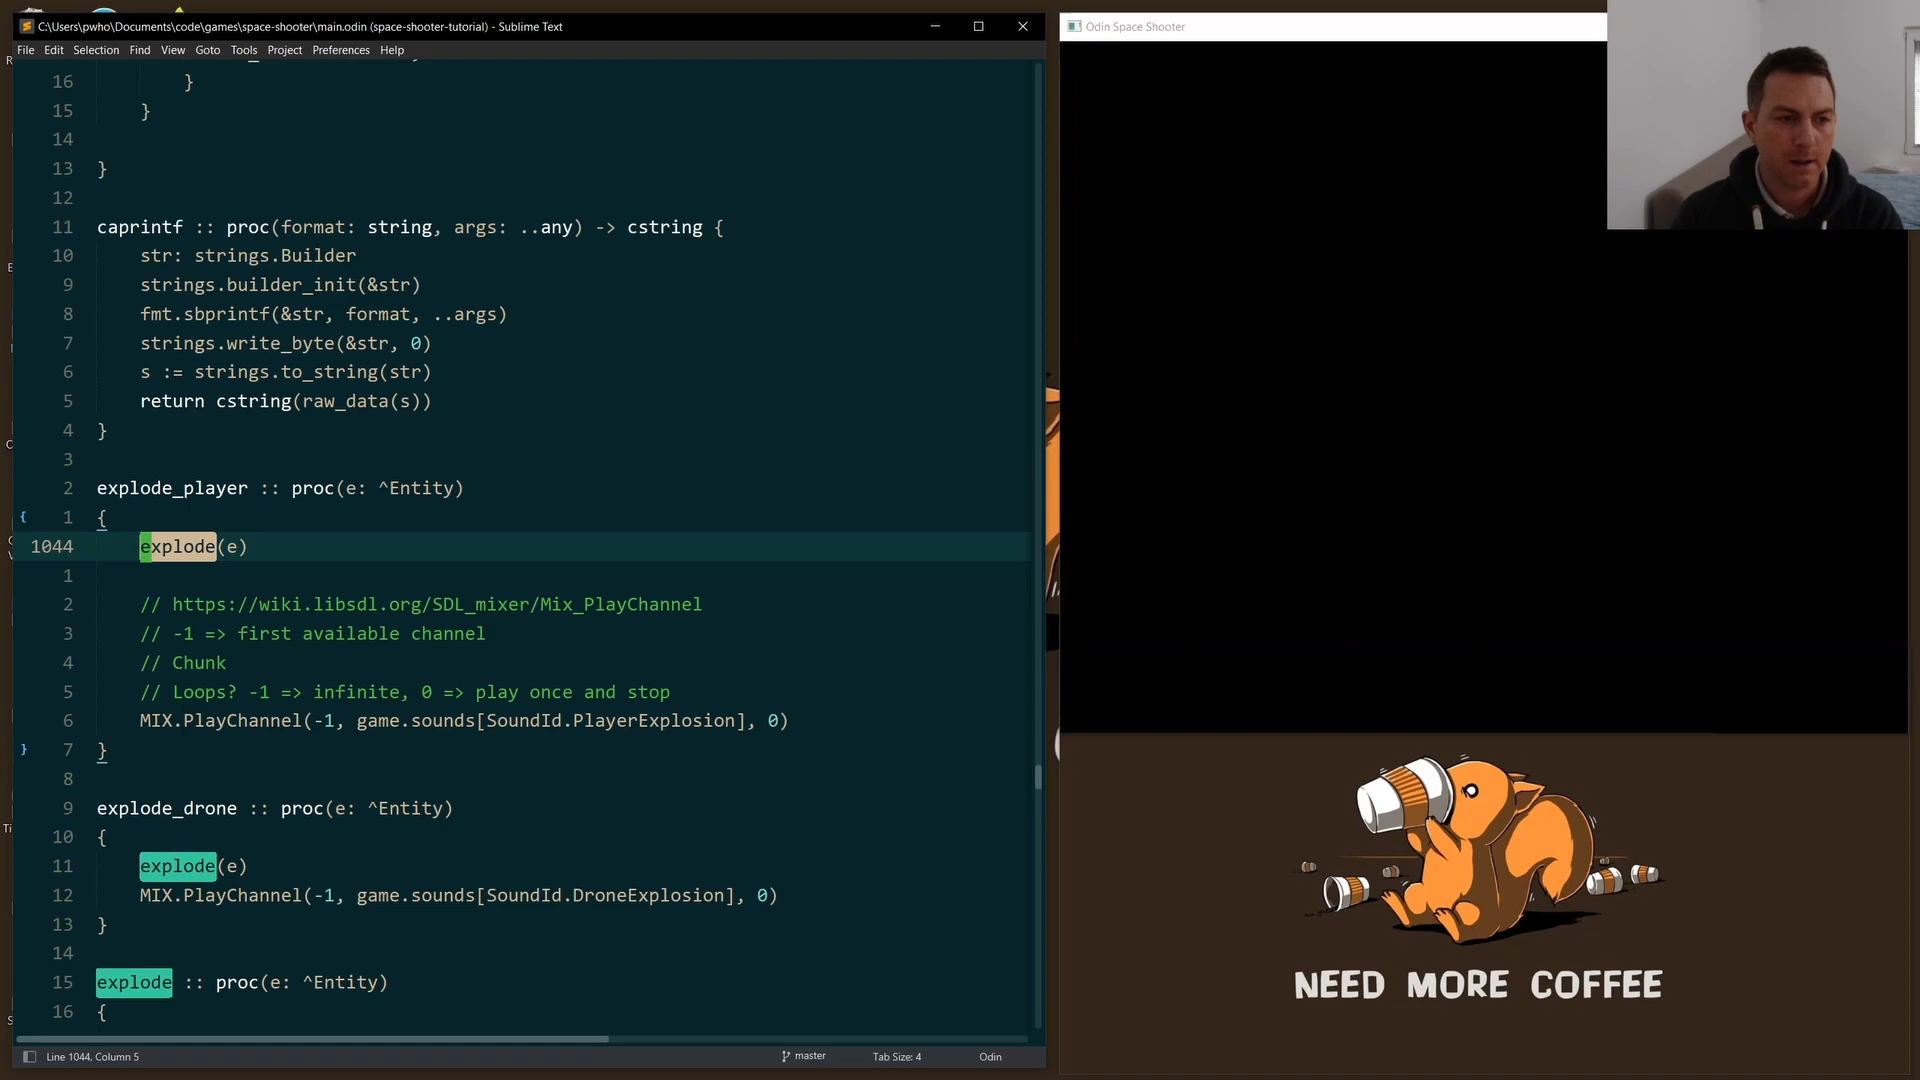 C:\Users\pwho\Documents\code\games\space-shooter\main.odin (space-shooter-tutorial) - Sublime Text
File Edit Selection Find View Goto Tools Project Preferences Help
16 }
15 }
14
13 }
12
11 caprintf :: proc(format: string, args: ..any) -> cstring {
10 str: strings.Builder
9 strings.builder_init(&str)
8 fmt.sbprintf(&str, format, ..args)
7 strings.write_byte(&str, 0)
6 s := strings.to_string(str)
5 return cstring(raw_data(s))
4 }
3
2 explode_player :: proc(e: ^Entity)
{ 1 {
1044 explode(e)
1
2 // https://wiki.libsdl.org/SDL_mixer/Mix_PlayChannel
3 // -1 => first available channel
4 // Chunk
5 // Loops? -1 => infinite, 0 => play once and stop
6 MIX.PlayChannel(-1, game.sounds[SoundId.PlayerExplosion], 0)
} 7 }
8
9 explode_drone :: proc(e: ^Entity)
10 {
11 explode(e)
12 MIX.PlayChannel(-1, game.sounds[SoundId.DroneExplosion], 0)
13 }
14
15 explode :: proc(e: ^Entity)
16 {
Line 1044, Column 5
master
Tab Size: 4
Odin
Odin Space Shooter
NEED MORE COFFEE